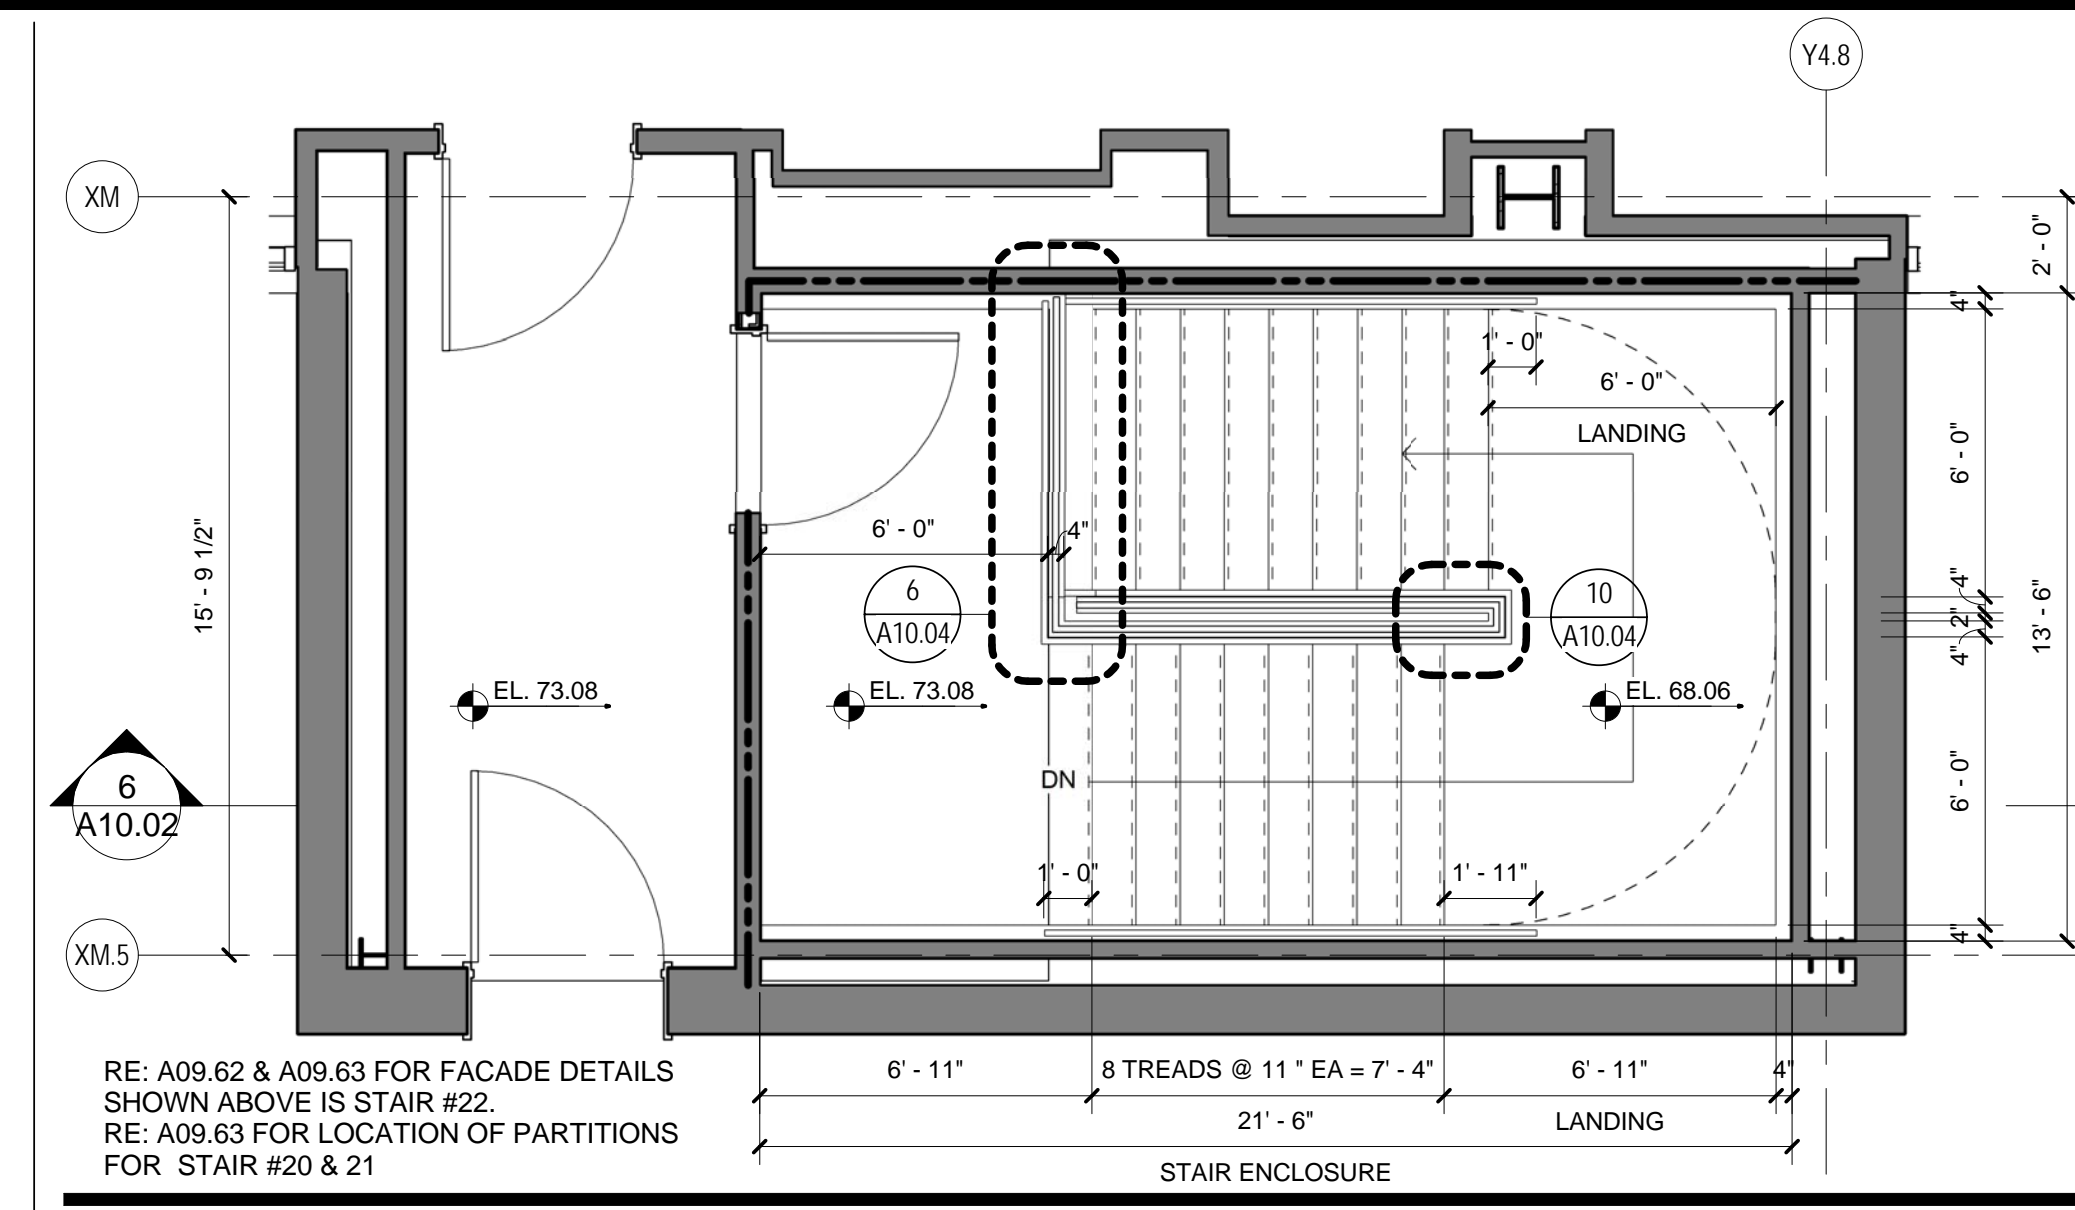 Y4.8
XM
2' - 0"
4"
1' - 0"
6' - 0"
LANDING
6' - 0"
15' - 9 1/2"
6' - 0"
4"
6
A10.04
10
A10.04
4"
2"
4"
13' - 6"
EL. 73.08
EL. 73.08
EL. 68.06
6
A10.02
DN
6' - 0"
1' - 0"
1' - 11"
4"
XM.5
RE: A09.62 & A09.63 FOR FACADE DETAILS
SHOWN ABOVE IS STAIR #22.
RE: A09.63 FOR LOCATION OF PARTITIONS
FOR STAIR #20 & 21
6' - 11"
8 TREADS @ 11 " EA = 7' - 4"
6' - 11"
4"
21' - 6"
LANDING
STAIR ENCLOSURE